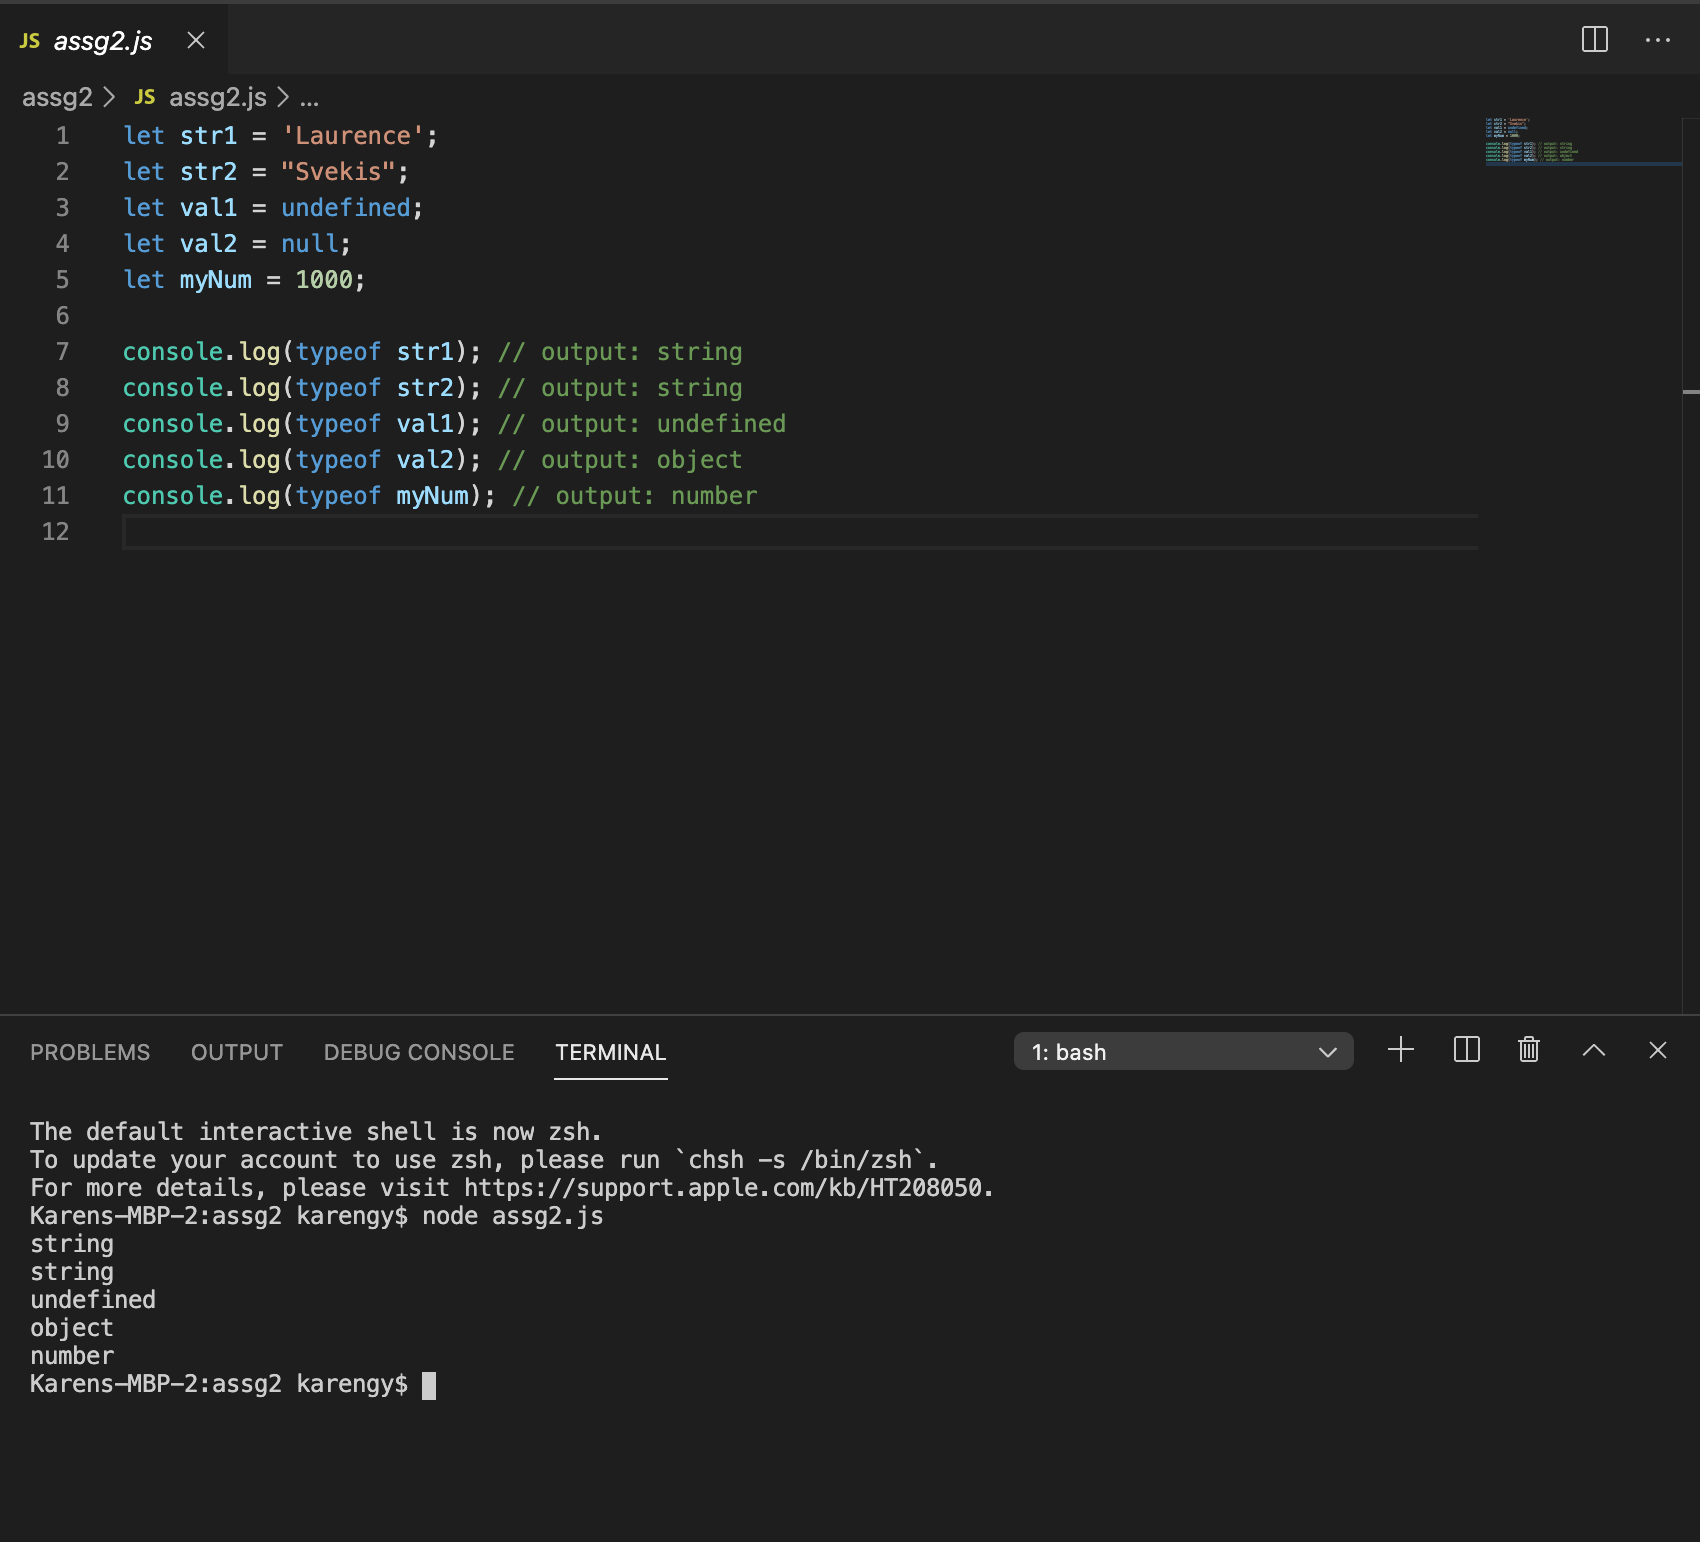 JS assg2.js
assg2 > JS assg2.js > ...
1 let str1 = 'Laurence';
2 let str2 = "Svekis";
3 let val1 = undefined;
4 let val2 = null;
5 let myNum = 1000;
6
7 console.log(typeof str1); // output: string
8 console.log(typeof str2); // output: string
9 console.log(typeof val1); // output: undefined
10 console.log(typeof val2); // output: object
11 console.log(typeof myNum); // output: number
12
PROBLEMS OUTPUT DEBUG CONSOLE TERMINAL 1: bash
The default interactive shell is now zsh.
To update your account to use zsh, please run `chsh -s /bin/zsh`.
For more details, please visit https://support.apple.com/kb/HT208050.
Karens-MBP-2:assg2 karengy$ node assg2.js
string
string
undefined
object
number
Karens-MBP-2:assg2 karengy$